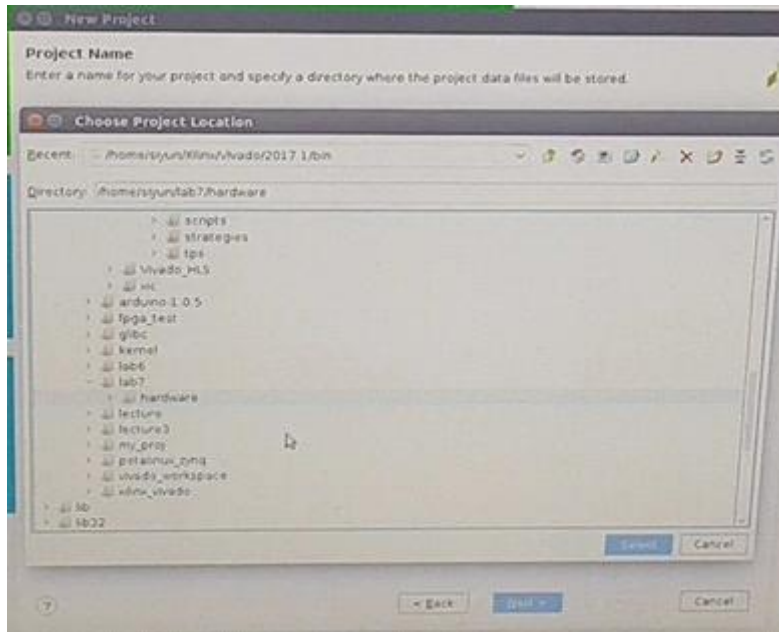 New Project
Project Name
Enter a name for your project and specify a directory where the project data files will be stored.
Choose Project Location
Recent: /home/siyun/Xilinx/Vivado/2017.1/bin
Directory: /home/siyun/lab7/hardware
scripts
strategies
tps
Vivado_HLS
xic
arduino-1.0.5
fpga_test
glibc
kernel
lab6
lab7
hardware
lecture
lecture3
my_proj
petalinux_zynq
vivado_workspace
xilinx_vivado
lib
lib32
Select Cancel
? < Back Next > Cancel